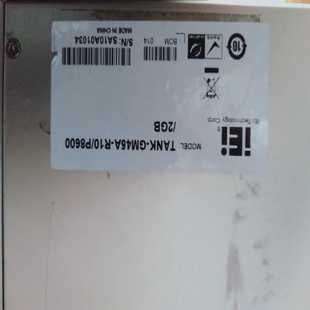 iEi
IEI Technology Corp.
MODEL
TANK-GM45A-R10/P8600
/2GB
10
BOM 014
S/N: SA10A01034
MADE IN CHINA